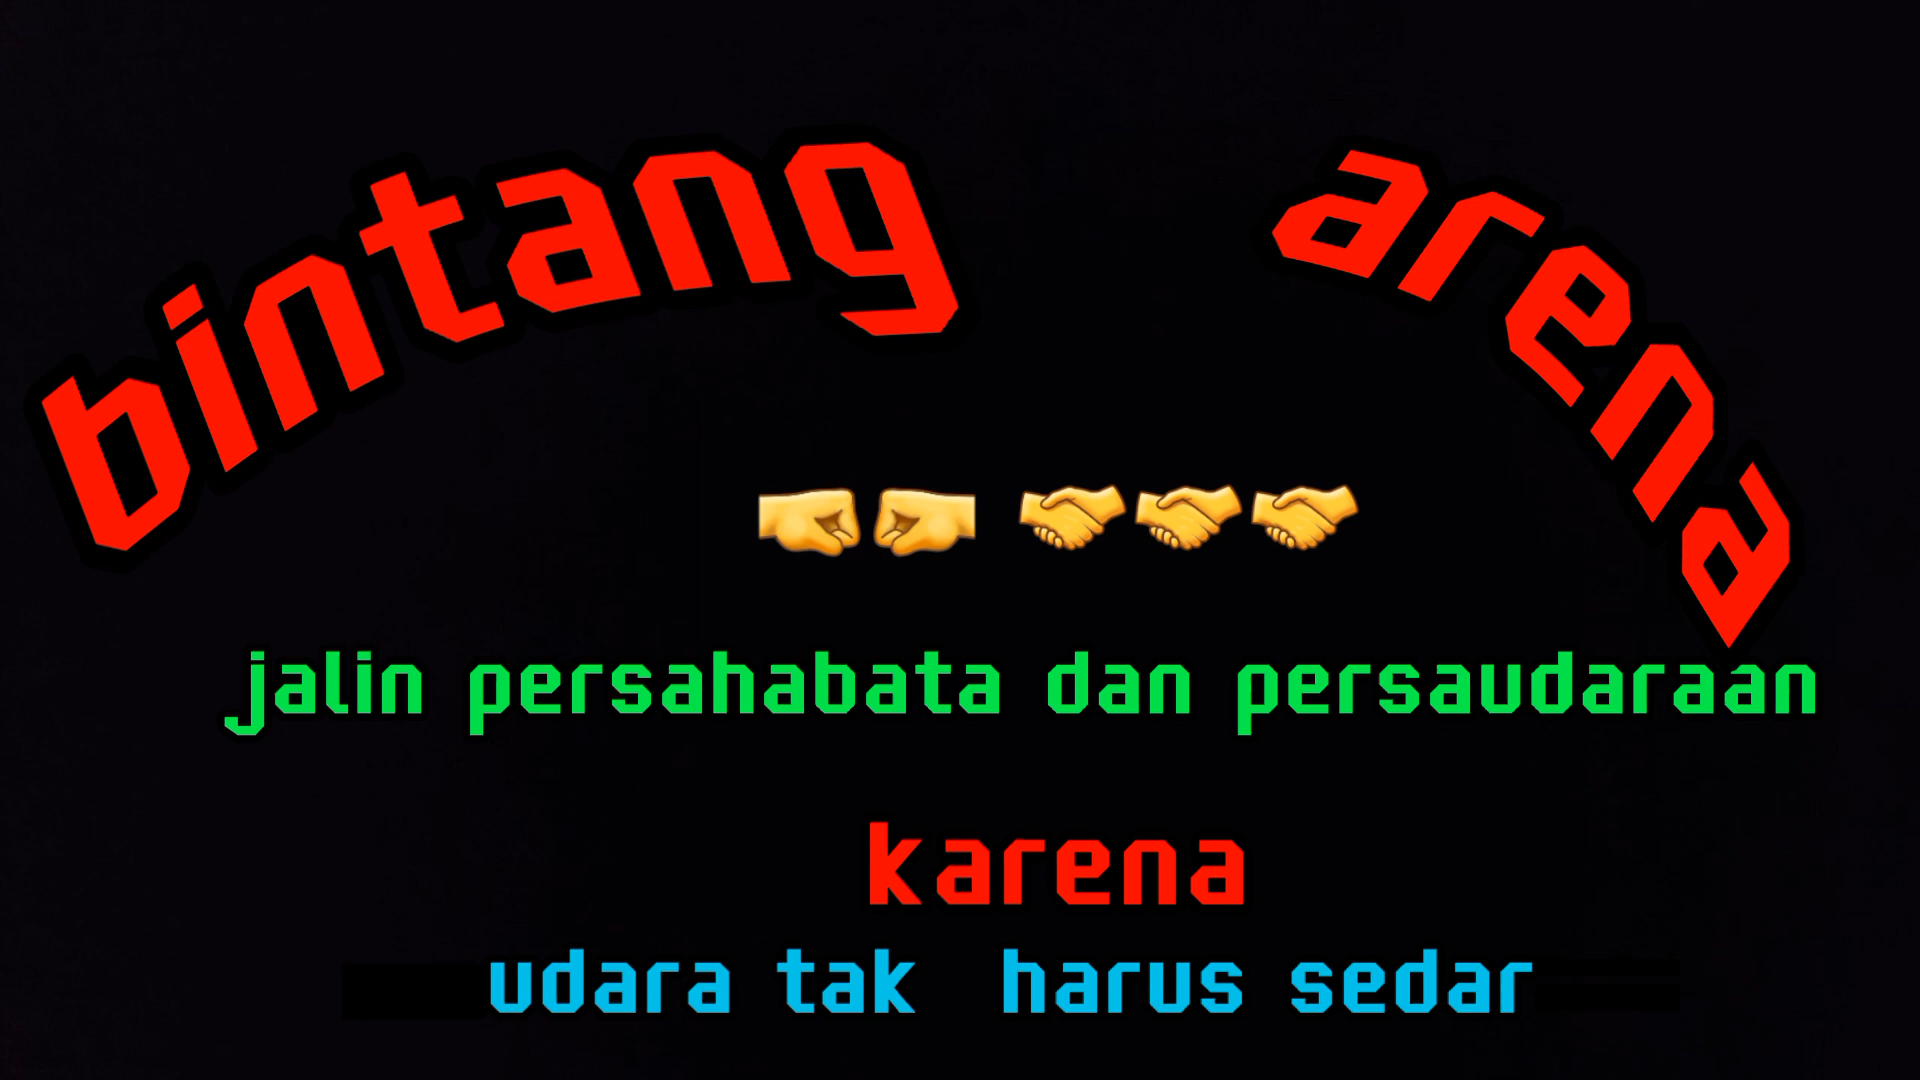 bintang arena
🤜🤛 🤝🤝🤝
jalin persahabata dan persaudaraan
karena
udara tak harus sedar